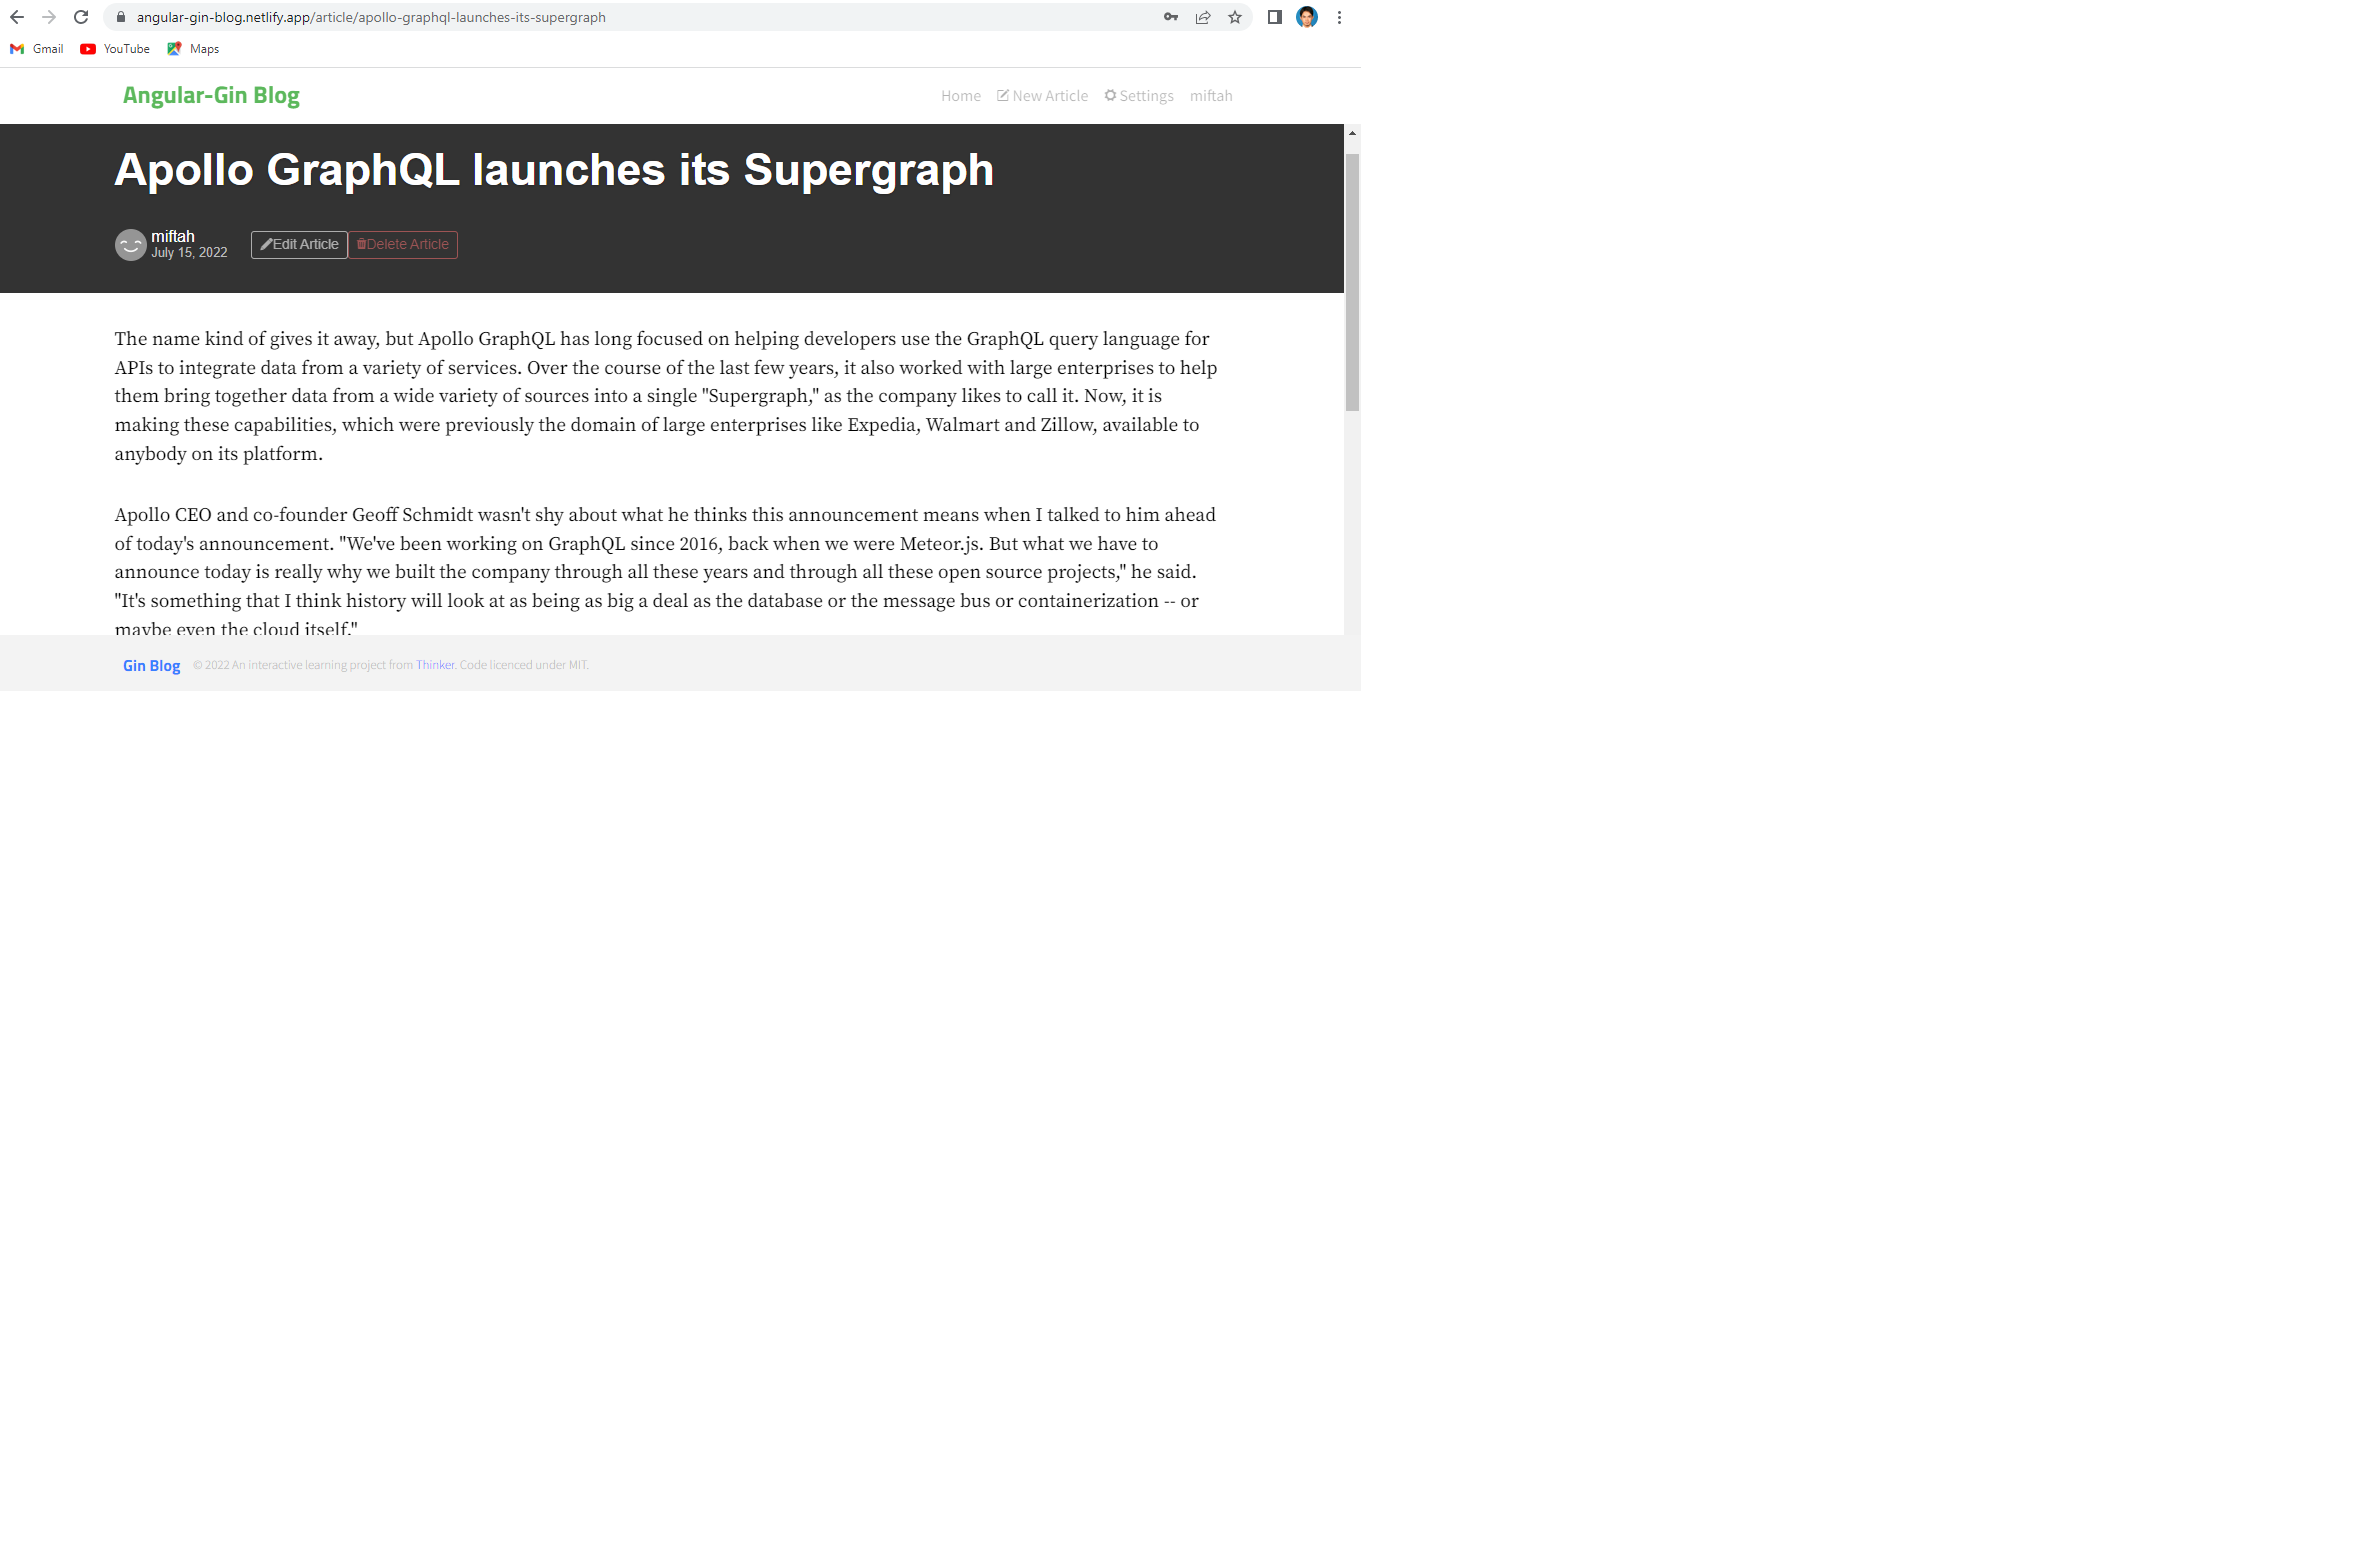 angular-gin-blog.netlify.app/article/apollo-graphql-launches-its-supergraph
Gmail YouTube Maps
Angular-Gin Blog Home New Article Settings miftah
Apollo GraphQL launches its Supergraph
miftah
July 15, 2022
Edit Article Delete Article
The name kind of gives it away, but Apollo GraphQL has long focused on helping developers use the GraphQL query language for
APIs to integrate data from a variety of services. Over the course of the last few years, it also worked with large enterprises to help
them bring together data from a wide variety of sources into a single "Supergraph," as the company likes to call it. Now, it is
making these capabilities, which were previously the domain of large enterprises like Expedia, Walmart and Zillow, available to
anybody on its platform.
Apollo CEO and co-founder Geoff Schmidt wasn't shy about what he thinks this announcement means when I talked to him ahead
of today's announcement. "We've been working on GraphQL since 2016, back when we were Meteor.js. But what we have to
announce today is really why we built the company through all these years and through all these open source projects," he said.
"It's something that I think history will look at as being as big a deal as the database or the message bus or containerization -- or
maybe even the cloud itself."
Gin Blog © 2022 An interactive learning project from Thinker. Code licenced under MIT.